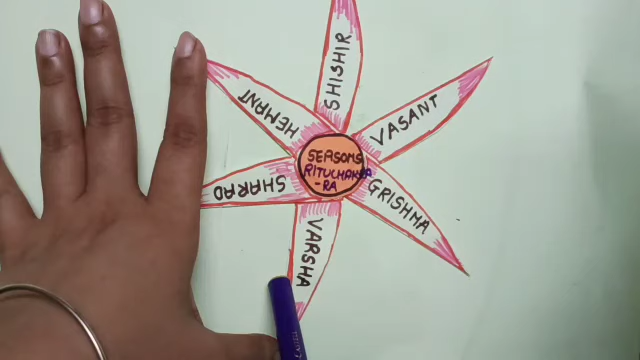 SHISHIR
VASANT
GRISHMA
VARSHA
SHARAD
HEMANT
SEASONS
RITUCHAKRA
-RA